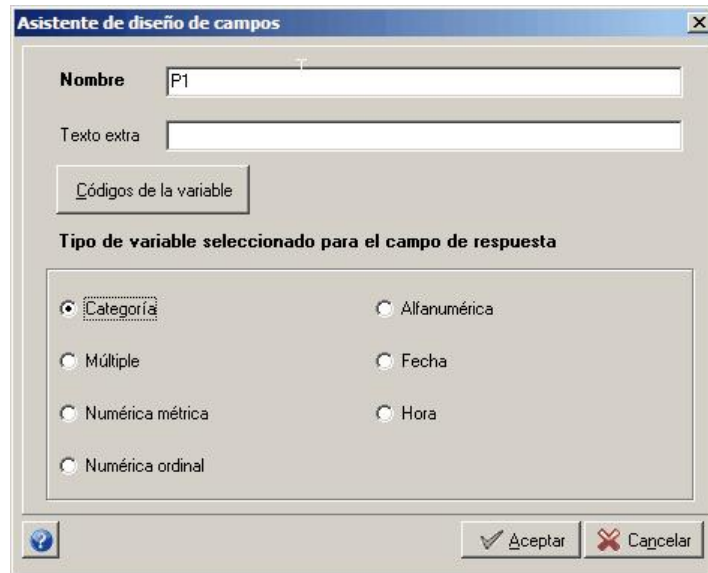 Asistente de diseño de campos
Nombre P1
Texto extra
Códigos de la variable
Tipo de variable seleccionado para el campo de respuesta
Categoría Alfanumérica
Múltiple Fecha
Numérica métrica Hora
Numérica ordinal
Aceptar Cancelar